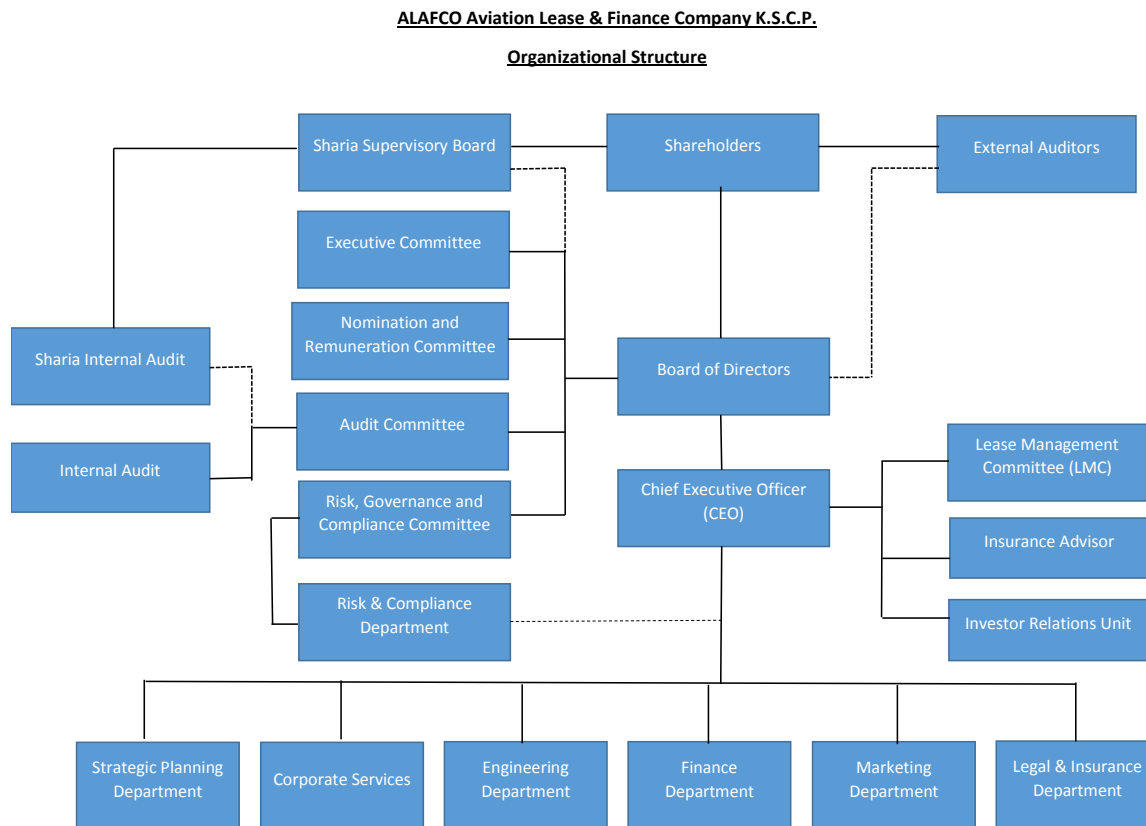 ALAFCO Aviation Lease & Finance Company K.S.C.P.
Organizational Structure
Sharia Supervisory Board
Shareholders
External Auditors
Executive Committee
Nomination and
Remuneration Committee
Sharia Internal Audit
Board of Directors
Audit Committee
Internal Audit
Lease Management
Committee (LMC)
Risk, Governance and
Compliance Committee
Chief Executive Officer
(CEO)
Insurance Advisor
Risk & Compliance
Department
Investor Relations Unit
Strategic Planning
Department
Corporate Services
Engineering
Department
Finance
Department
Marketing
Department
Legal & Insurance
Department